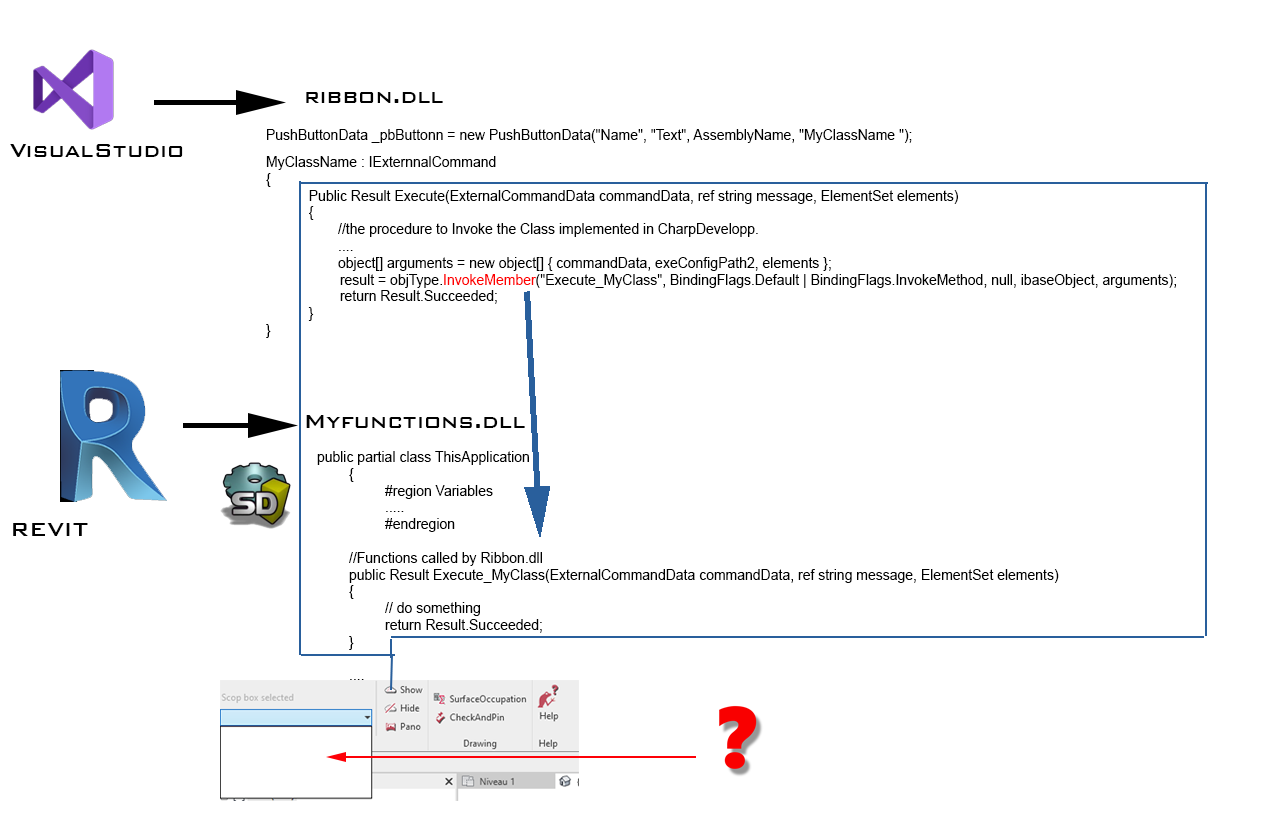 VISUALSTUDIO
RIBBON.DLL
PushButtonData _pbButtonn = new PushButtonData("Name", "Text", AssemblyName, "MyClassName ");
MyClassName : IExternnalCommand
{
Public Result Execute(ExternalCommandData commandData, ref string message, ElementSet elements)
{
//the procedure to Invoke the Class implemented in CharpDevelopp.
....
object[] arguments = new object[] { commandData, exeConfigPath2, elements };
result = objType.InvokeMember("Execute_MyClass", BindingFlags.Default | BindingFlags.InvokeMethod, null, ibaseObject, arguments);
return Result.Succeeded;
}
}
REVIT
SD
MYFUNCTIONS.DLL
public partial class ThisApplication
{
#region Variables
.....
#endregion
//Functions called by Ribbon.dll
public Result Execute_MyClass(ExternalCommandData commandData, ref string message, ElementSet elements)
{
// do something
return Result.Succeeded;
}
....
Scop box selected
Show
Hide
Pano
SurfaceOccupation
CheckAndPin
Drawing
Help
Help
Niveau 1
?